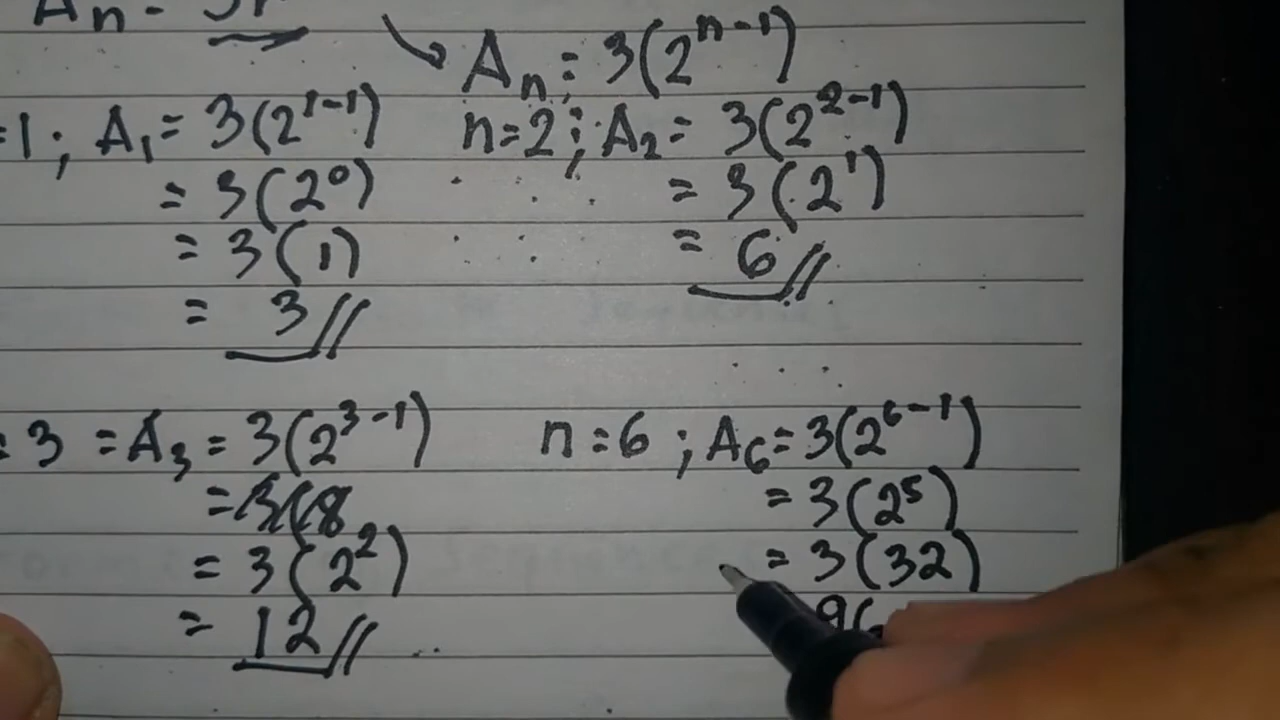 An =
An = 3(2^{n-1})
=1 ; A₁ = 3(2^{1-1})
= 3(2^0)
= 3(1)
= 3//
n=2 ; A₂ = 3(2^{2-1})
= 3(2^1)
= 6//
= 3 = A₃ = 3(2^{3-1})
= 3(2^2)
= 12//
n=6 ; A₆ = 3(2^{6-1})
= 3(2^5)
= 3(32)
96